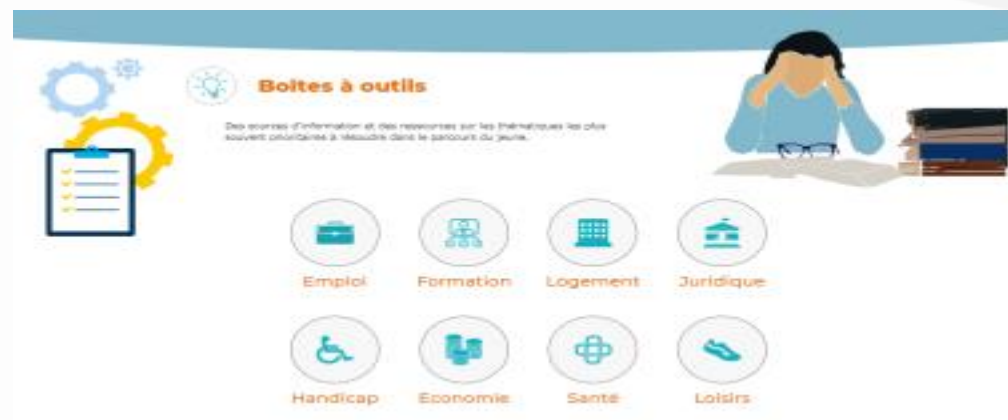 Boites à outils
Des sources d'information et des ressources sur les thématiques les plus
souvent prioritaires à résoudre dans le parcours du jeune.
Emploi Formation Logement Juridique
Handicap Economie Santé Loisirs